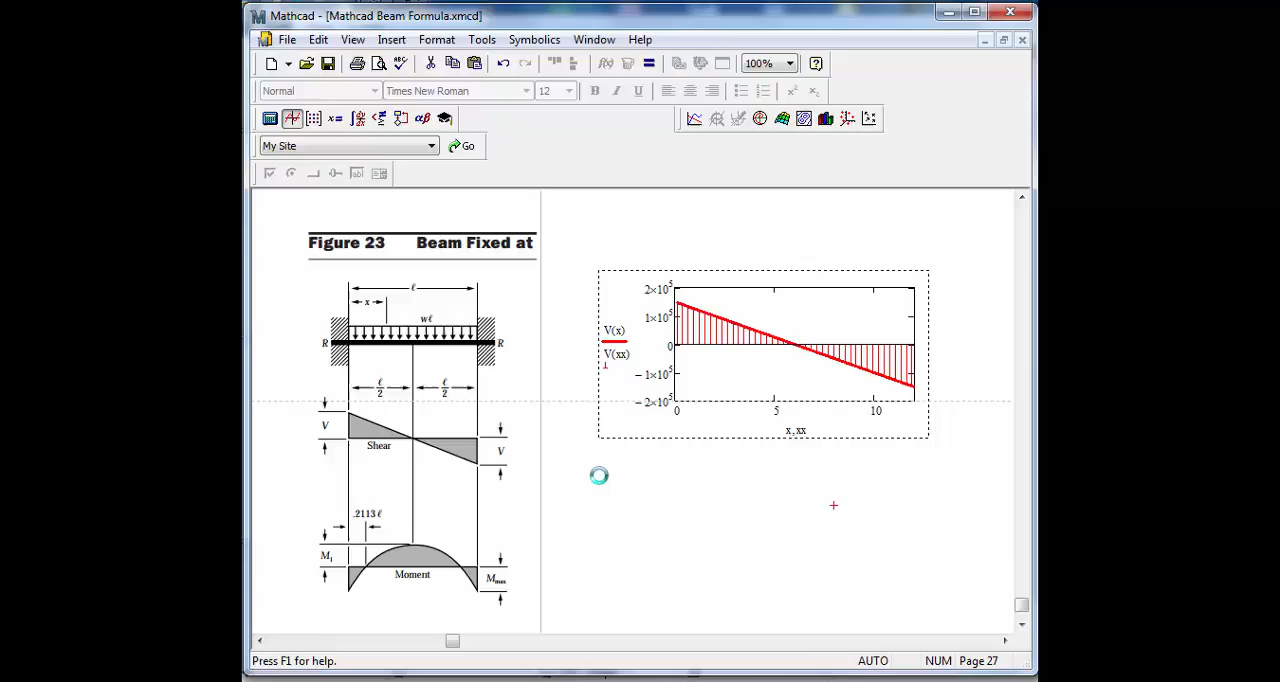 Mathcad - [Mathcad Beam Formula.xmcd]
File Edit View Insert Format Tools Symbolics Window Help
100%
Normal Times New Roman 12 B I U
My Site Go
Figure 23 Beam Fixed at
ℓ
x
wℓ
R R
ℓ/2 ℓ/2
V
Shear
V
.2113 ℓ
M1
Moment
Mmax
2×10^5
1×10^5
0
−1×10^5
−2×10^5
V(x)
V(xx)
0 5 10
x,xx
Press F1 for help. AUTO NUM Page 27